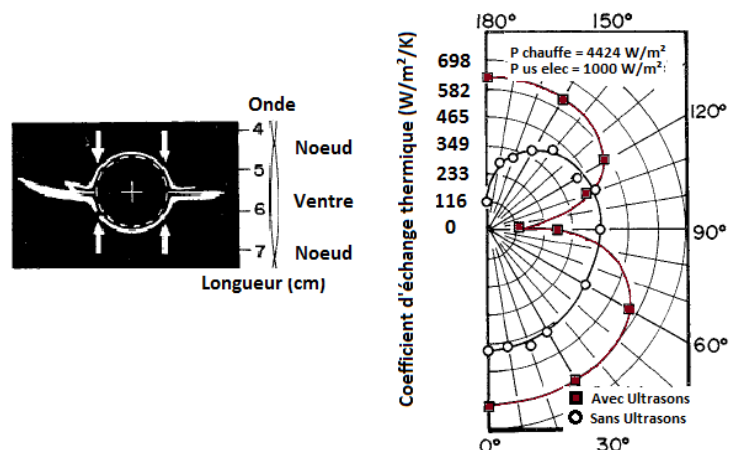 Onde
4
Noeud
5
Ventre
6
7
Noeud
Longueur (cm)
Coefficient d'échange thermique (W/m²/K)
180°
150°
P chauffe = 4424 W/m²
P us elec = 1000 W/m²
698
582
465
349
233
116
0
120°
90°
60°
30°
0°
Avec Ultrasons
Sans Ultrasons